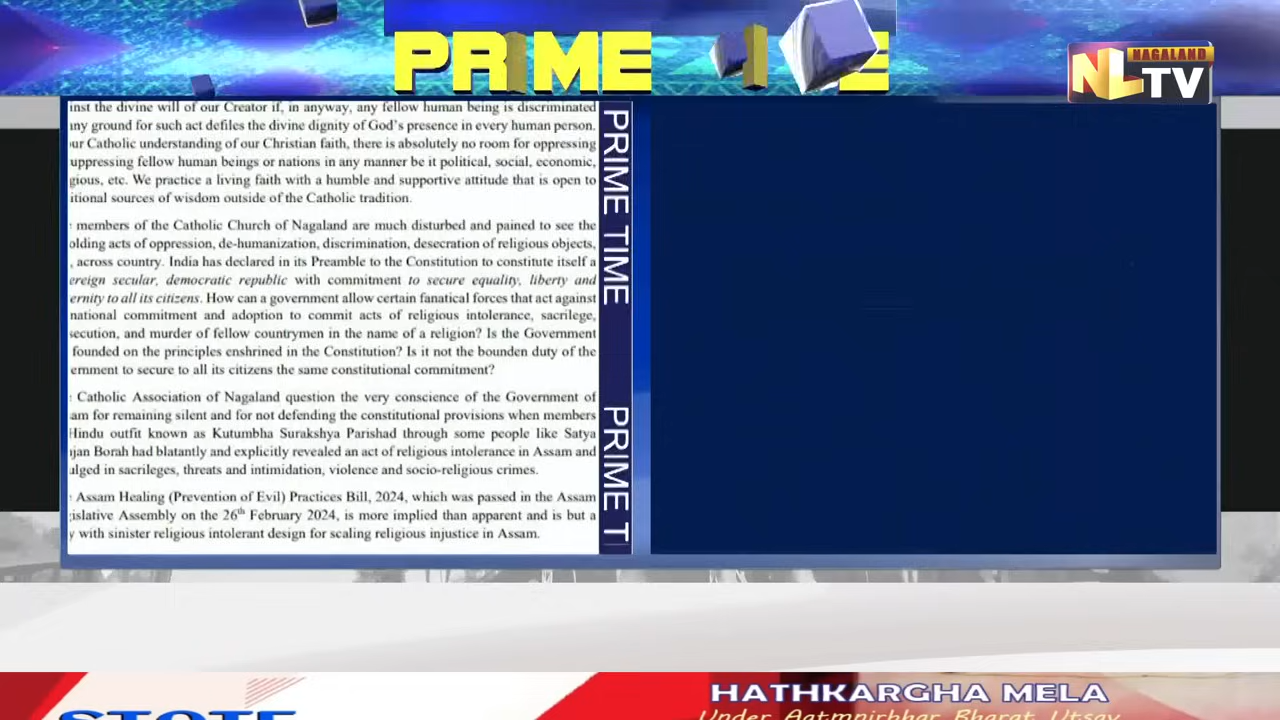 PRIME
NAGALAND
NLTV
inst the divine will of our Creator if, in anyway, any fellow human being is discriminated
ny ground for such act defiles the divine dignity of God's presence in every human person.
ur Catholic understanding of our Christian faith, there is absolutely no room for oppressing
uppressing fellow human beings or nations in any manner be it political, social, economic,
gious, etc. We practice a living faith with a humble and supportive attitude that is open to
itional sources of wisdom outside of the Catholic tradition.
members of the Catholic Church of Nagaland are much disturbed and pained to see the
olding acts of oppression, de-humanization, discrimination, desecration of religious objects,
, across country. India has declared in its Preamble to the Constitution to constitute itself a
ereign secular, democratic republic with commitment to secure equality, liberty and
ernity to all its citizens. How can a government allow certain fanatical forces that act against
national commitment and adoption to commit acts of religious intolerance, sacrilege,
secution, and murder of fellow countrymen in the name of a religion? Is the Government
founded on the principles enshrined in the Constitution? Is it not the bounden duty of the
ernment to secure to all its citizens the same constitutional commitment?
Catholic Association of Nagaland question the very conscience of the Government of
am for remaining silent and for not defending the constitutional provisions when members
Hindu outfit known as Kutumbha Surakshya Parishad through some people like Satya
jan Borah had blatantly and explicitly revealed an act of religious intolerance in Assam and
ulged in sacrileges, threats and intimidation, violence and socio-religious crimes.
Assam Healing (Prevention of Evil) Practices Bill, 2024, which was passed in the Assam
islative Assembly on the 26th February 2024, is more implied than apparent and is but a
y with sinister religious intolerant design for scaling religious injustice in Assam.
PRIME TIME
PRIME T
HATHKARGHA MELA
Under Aatmnirbhar Bharat Utsav